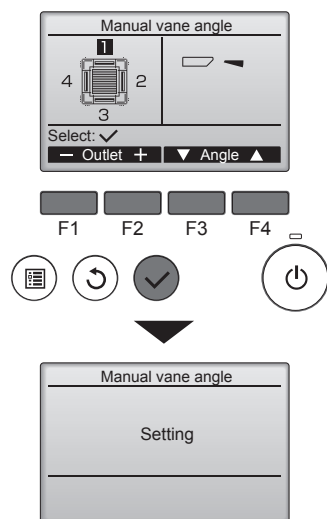 Manual vane angle
1
4 2
3
Select: ✓
− Outlet + ▼ Angle ▲
F1 F2 F3 F4
Manual vane angle
Setting